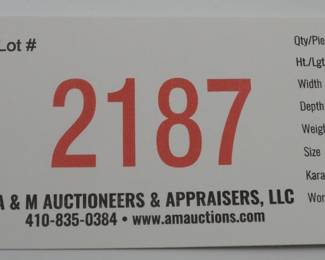 Lot #
2187
Qty/Pie
Ht./Lgt
Width
Depth
Weigh
Size
Kara
Wor
A & M AUCTIONEERS & APPRAISERS, LLC
410-835-0384 • www.amauctions.com